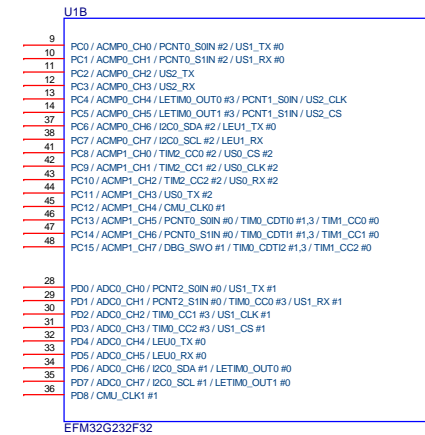 U1B
9 PC0 / ACMP0_CH0 / PCNT0_S0IN #2 / US1_TX #0
10 PC1 / ACMP0_CH1 / PCNT0_S1IN #2 / US1_RX #0
11 PC2 / ACMP0_CH2 / US2_TX
12 PC3 / ACMP0_CH3 / US2_RX
13 PC4 / ACMP0_CH4 / LETIM0_OUT0 #3 / PCNT1_S0IN / US2_CLK
14 PC5 / ACMP0_CH5 / LETIM0_OUT1 #3 / PCNT1_S1IN / US2_CS
37 PC6 / ACMP0_CH6 / I2C0_SDA #2 / LEU1_TX #0
38 PC7 / ACMP0_CH7 / I2C0_SCL #2 / LEU1_RX
41 PC8 / ACMP1_CH0 / TIM2_CC0 #2 / US0_CS #2
42 PC9 / ACMP1_CH1 / TIM2_CC1 #2 / US0_CLK #2
43 PC10 / ACMP1_CH2 / TIM2_CC2 #2 / US0_RX #2
44 PC11 / ACMP1_CH3 / US0_TX #2
45 PC12 / ACMP1_CH4 / CMU_CLK0 #1
46 PC13 / ACMP1_CH5 / PCNT0_S0IN #0 / TIM0_CDTI0 #1,3 / TIM1_CC0 #0
47 PC14 / ACMP1_CH6 / PCNT0_S1IN #0 / TIM0_CDTI1 #1,3 / TIM1_CC1 #0
48 PC15 / ACMP1_CH7 / DBG_SWO #1 / TIM0_CDTI2 #1,3 / TIM1_CC2 #0
28 PD0 / ADC0_CH0 / PCNT2_S0IN #0 / US1_TX #1
29 PD1 / ADC0_CH1 / PCNT2_S1IN #0 / TIM0_CC0 #3 / US1_RX #1
30 PD2 / ADC0_CH2 / TIM0_CC1 #3 / US1_CLK #1
31 PD3 / ADC0_CH3 / TIM0_CC2 #3 / US1_CS #1
32 PD4 / ADC0_CH4 / LEU0_TX #0
33 PD5 / ADC0_CH5 / LEU0_RX #0
34 PD6 / ADC0_CH6 / I2C0_SDA #1 / LETIM0_OUT0 #0
35 PD7 / ADC0_CH7 / I2C0_SCL #1 / LETIM0_OUT1 #0
36 PD8 / CMU_CLK1 #1
EFM32G232F32